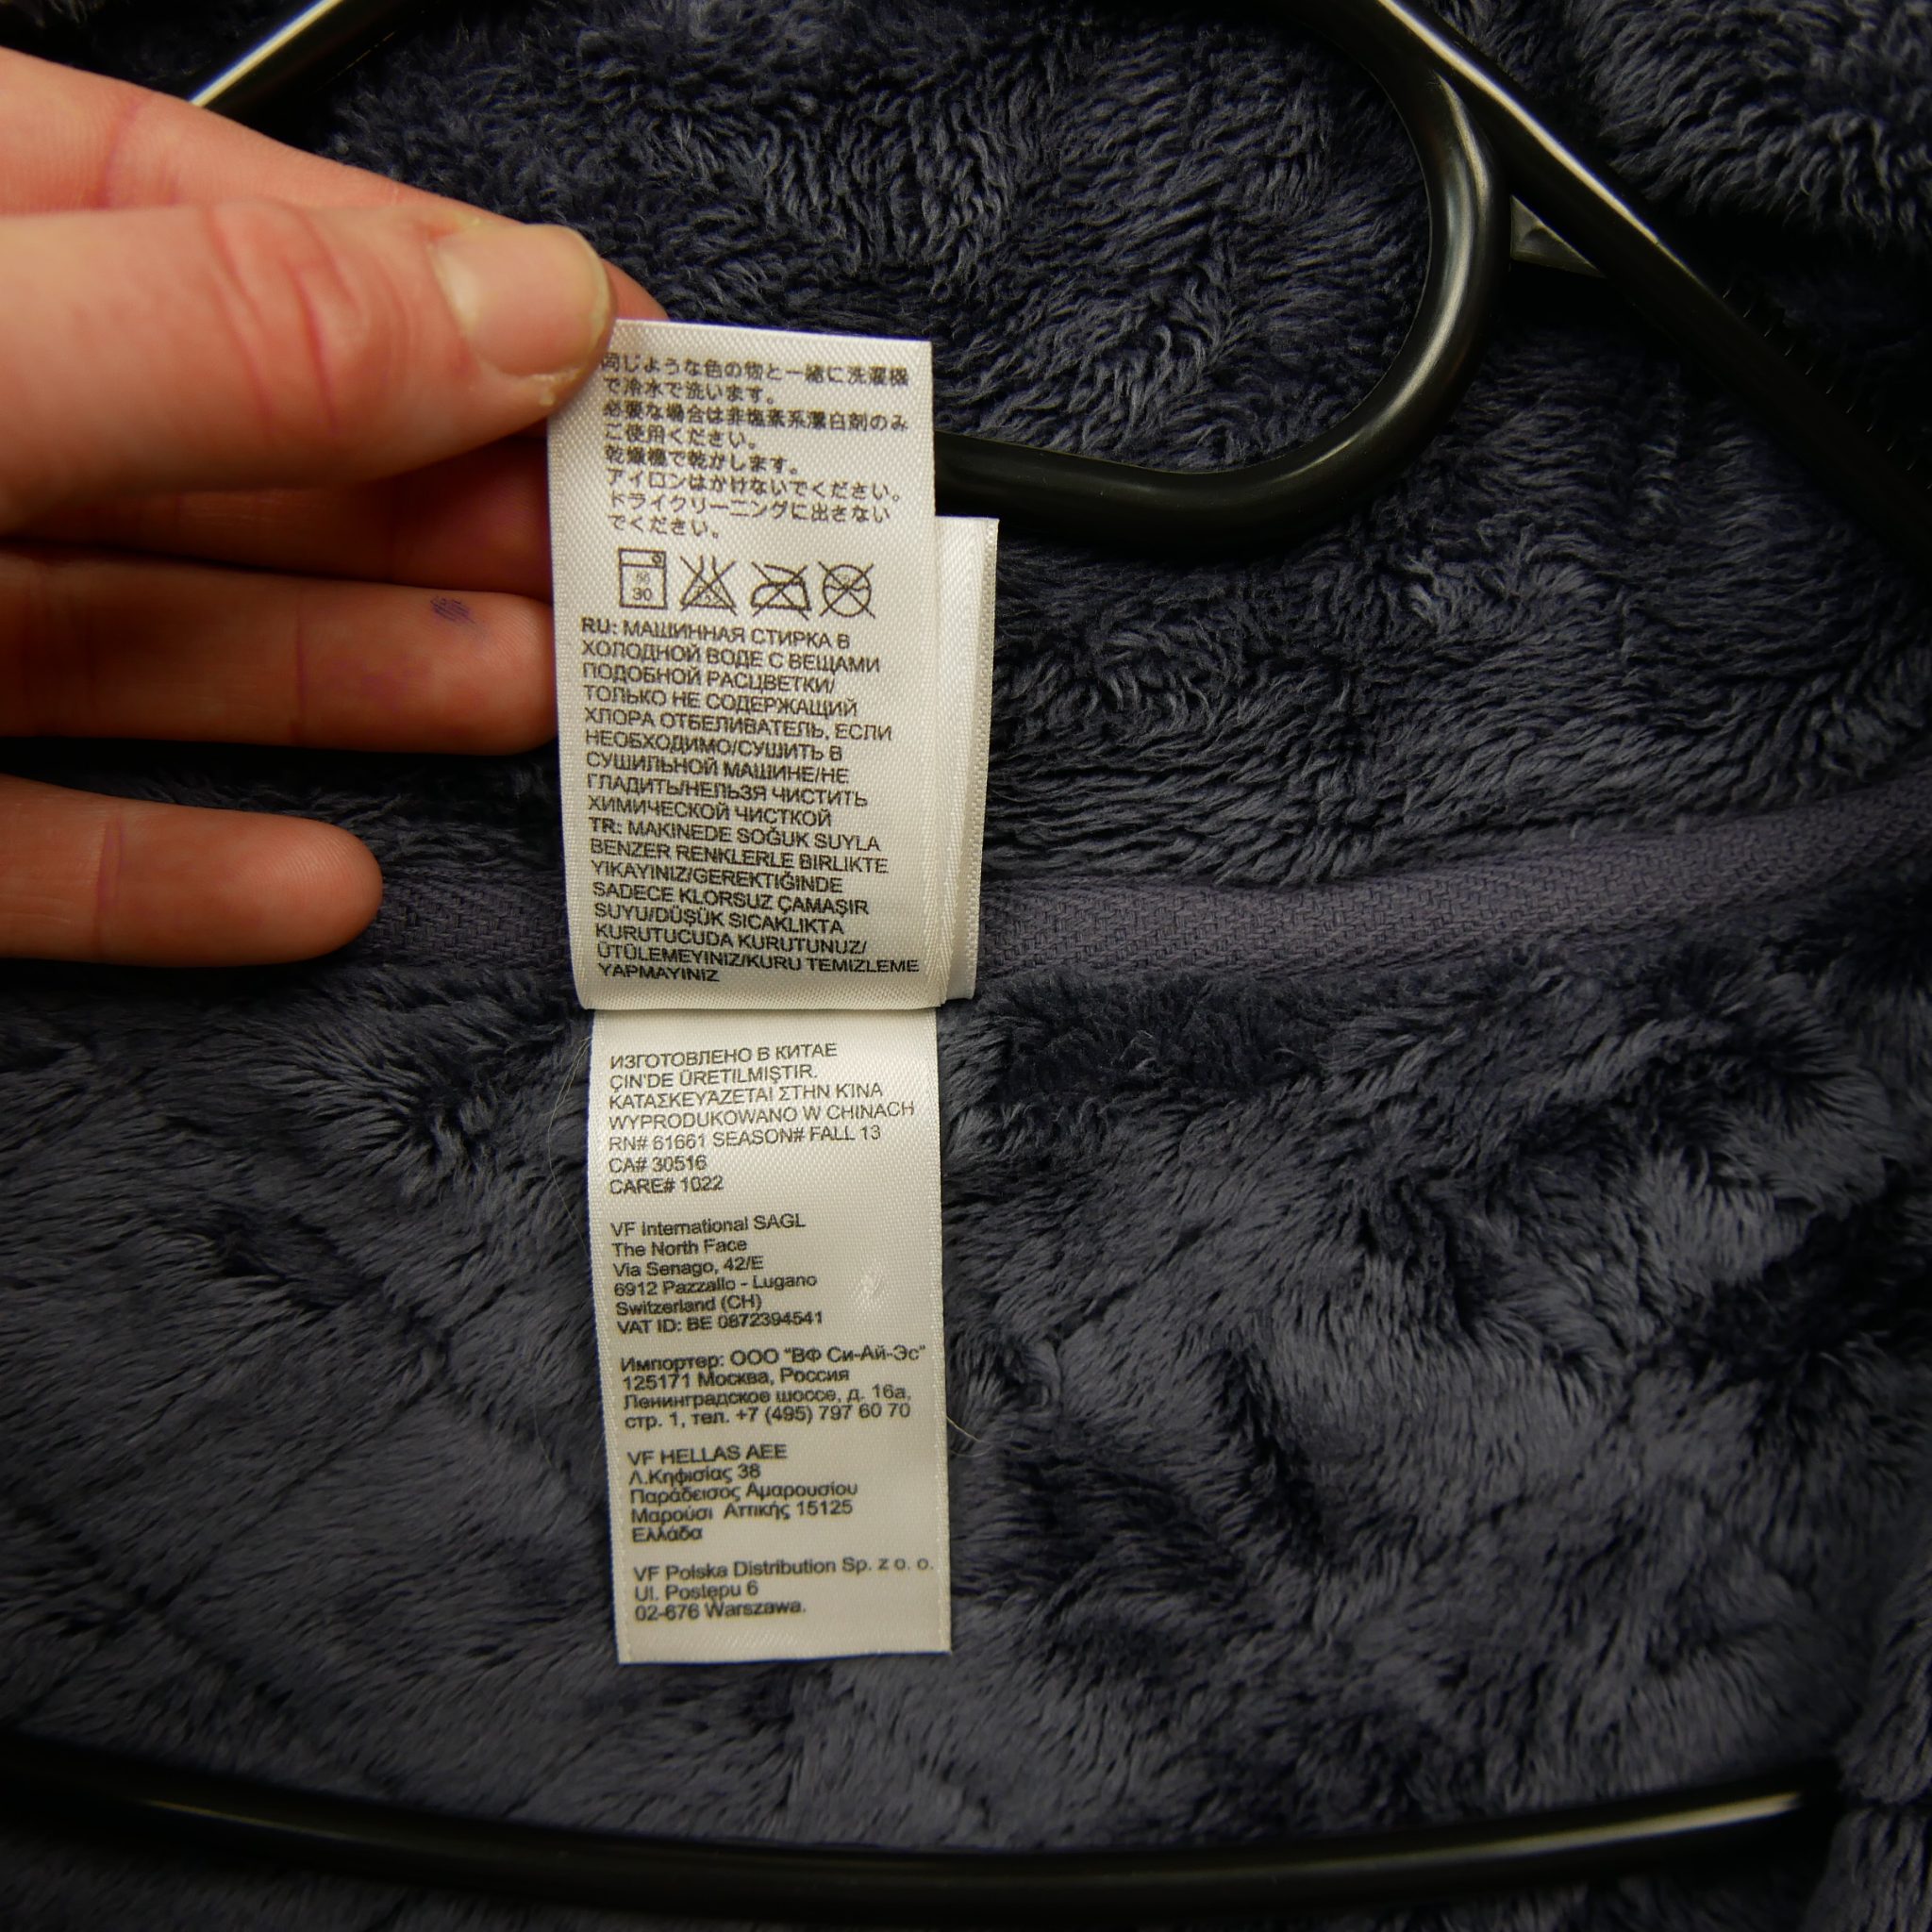 同じような色の物と一緒に洗濯機
で冷水で洗います。
必要な場合は非塩素系漂白剤のみ
ご使用ください。
乾燥機で乾かします。
アイロンはかけないでください。
ドライクリーニングに出さない
でください。
30
RU: МАШИННАЯ СТИРКА В
ХОЛОДНОЙ ВОДЕ С ВЕЩАМИ
ПОДОБНОЙ РАСЦВЕТКИ/
ТОЛЬКО НЕ СОДЕРЖАЩИЙ
ХЛОРА ОТБЕЛИВАТЕЛЬ, ЕСЛИ
НЕОБХОДИМО/СУШИТЬ В
СУШИЛЬНОЙ МАШИНЕ/НЕ
ГЛАДИТЬ/НЕЛЬЗЯ ЧИСТИТЬ
ХИМИЧЕСКОЙ ЧИСТКОЙ
TR: MAKINEDE SOĞUK SUYLA
BENZER RENKLERLE BIRLIKTE
YIKAYINIZ/GEREKTIĞINDE
SADECE KLORSUZ ÇAMAŞIR
SUYU/DÜŞÜK SICAKLIKTA
KURUTUCUDA KURUTUNUZ/
ÜTÜLEMEYINIZ/KURU TEMIZLEME
YAPMAYINIZ
ИЗГОТОВЛЕНО В КИТАЕ
ÇIN'DE ÜRETILMIŞTIR.
ΚΑΤΑΣΚΕΥΆΖΕΤΑΙ ΣΤΗΝ ΚΊΝΑ
WYPRODUKOWANO W CHINACH
RN# 61661 SEASON# FALL 13
CA# 30516
CARE# 1022
VF International SAGL
The North Face
Via Senago, 42/E
6912 Pazzallo - Lugano
Switzerland (CH)
VAT ID: BE 0872394541
Импортер: ООО "ВФ Си-Ай-Эс"
125171 Москва, Россия
Ленинградское шоссе, д. 16а,
стр. 1, тел. +7 (495) 797 60 70
VF HELLAS AEE
Λ.Κηφισίας 38
Παράδεισος Αμαρουσίου
Μαρούσι Αττικής 15125
Ελλάδα
VF Polska Distribution Sp. z o. o.
Ul. Postępu 6
02-676 Warszawa.